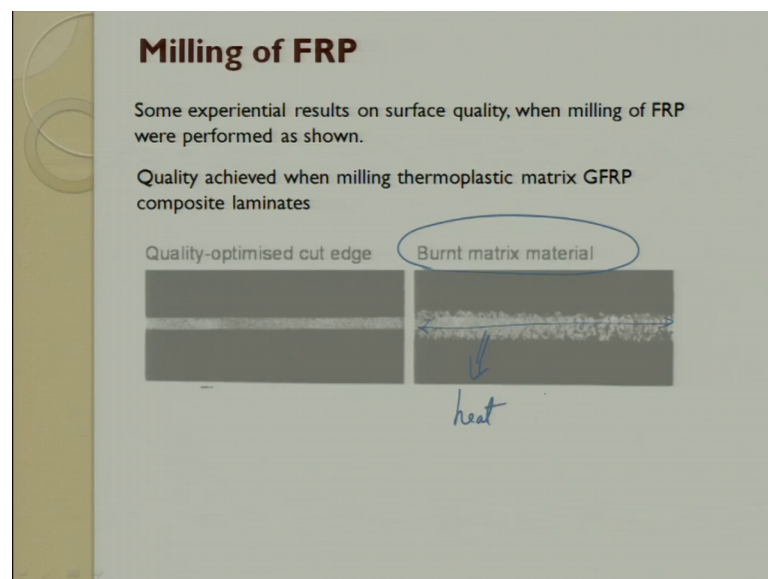 Milling of FRP
Some experiential results on surface quality, when milling of FRP
were performed as shown.
Quality achieved when milling thermoplastic matrix GFRP
composite laminates
Quality-optimised cut edge
Burnt matrix material
heat